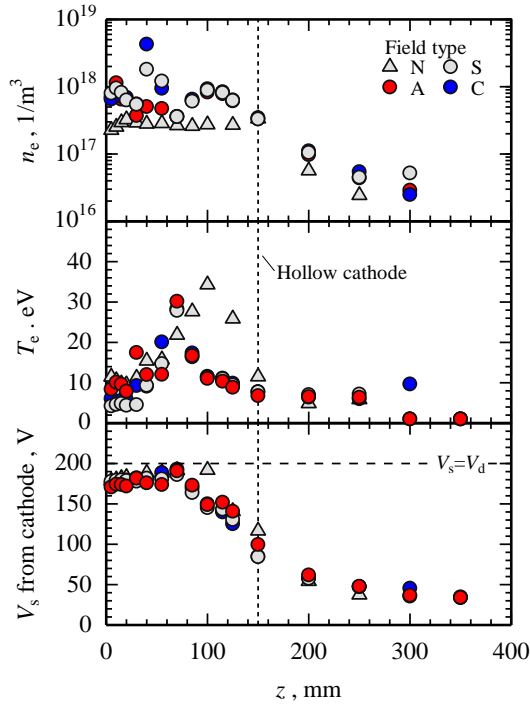 10^19
10^18
10^17
10^16
n_e , 1/m^3
Field type
N
S
A
C
40
30
20
10
0
T_e . eV
Hollow cathode
200
150
100
50
0
V_s from cathode , V
V_s=V_d
0
100
200
300
400
z , mm